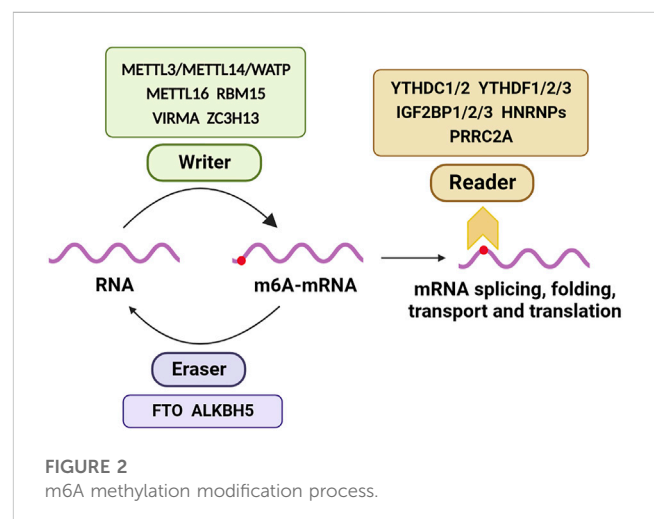 METTL3/METTL14/WATP
METTL16 RBM15
VIRMA ZC3H13
Writer
YTHDC1/2 YTHDF1/2/3
IGF2BP1/2/3 HNRNPs
PRRC2A
Reader
RNA
m6A-mRNA
mRNA splicing, folding,
transport and translation
Eraser
FTO ALKBH5
FIGURE 2
m6A methylation modification process.